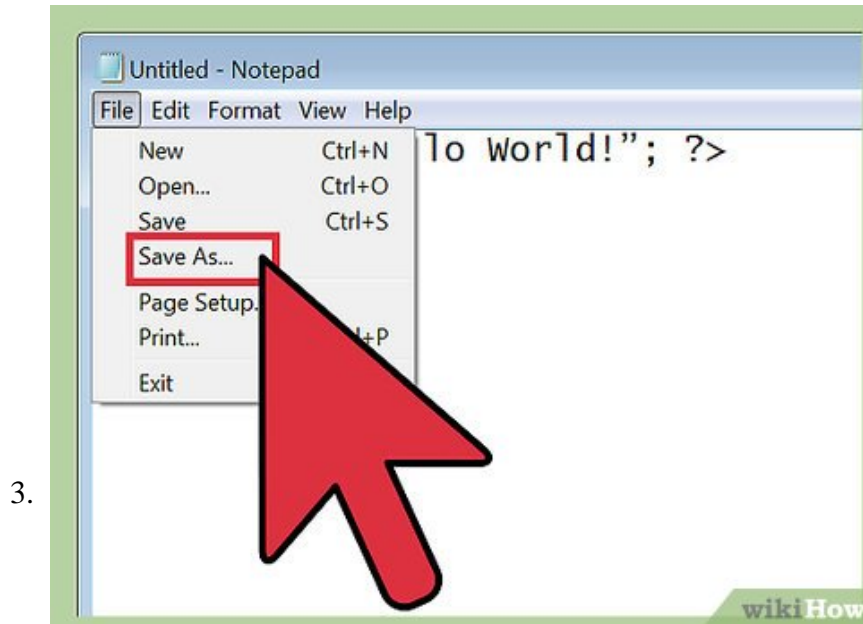 Untitled - Notepad
File Edit Format View Help
lo World!”; ?>
New Ctrl+N
Open... Ctrl+O
Save Ctrl+S
Save As...
Page Setup.
Print... +P
Exit
3.
wikiHow